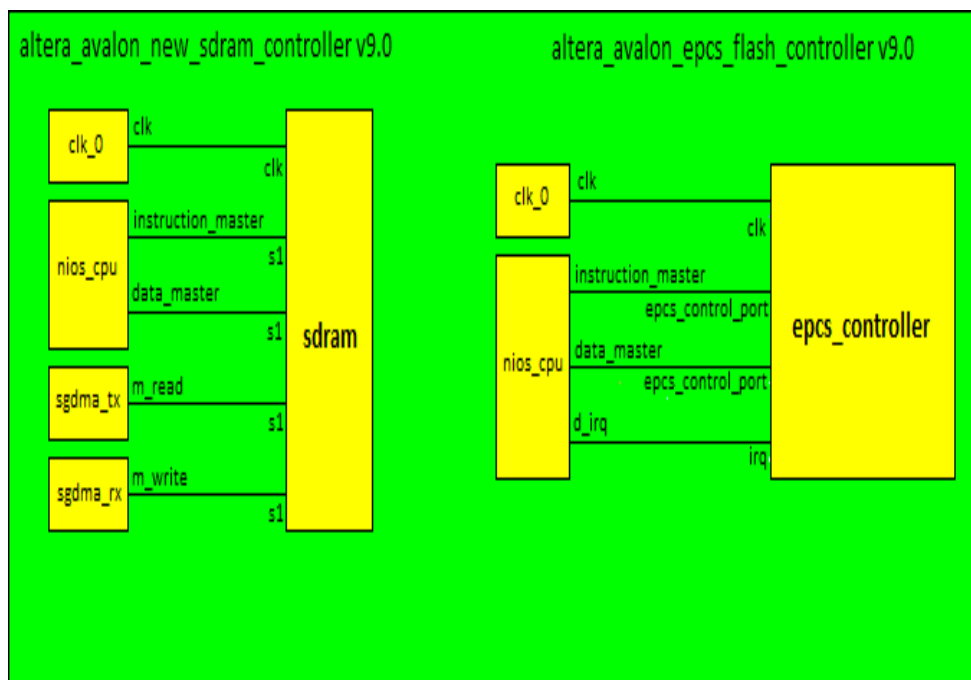 altera_avalon_new_sdram_controller v9.0
clk_0
clk
clk
nios_cpu
instruction_master
s1
data_master
s1
sgdma_tx
m_read
s1
sgdma_rx
m_write
s1
sdram
altera_avalon_epcs_flash_controller v9.0
clk_0
clk
clk
nios_cpu
instruction_master
epcs_control_port
data_master
epcs_control_port
d_irq
irq
epcs_controller